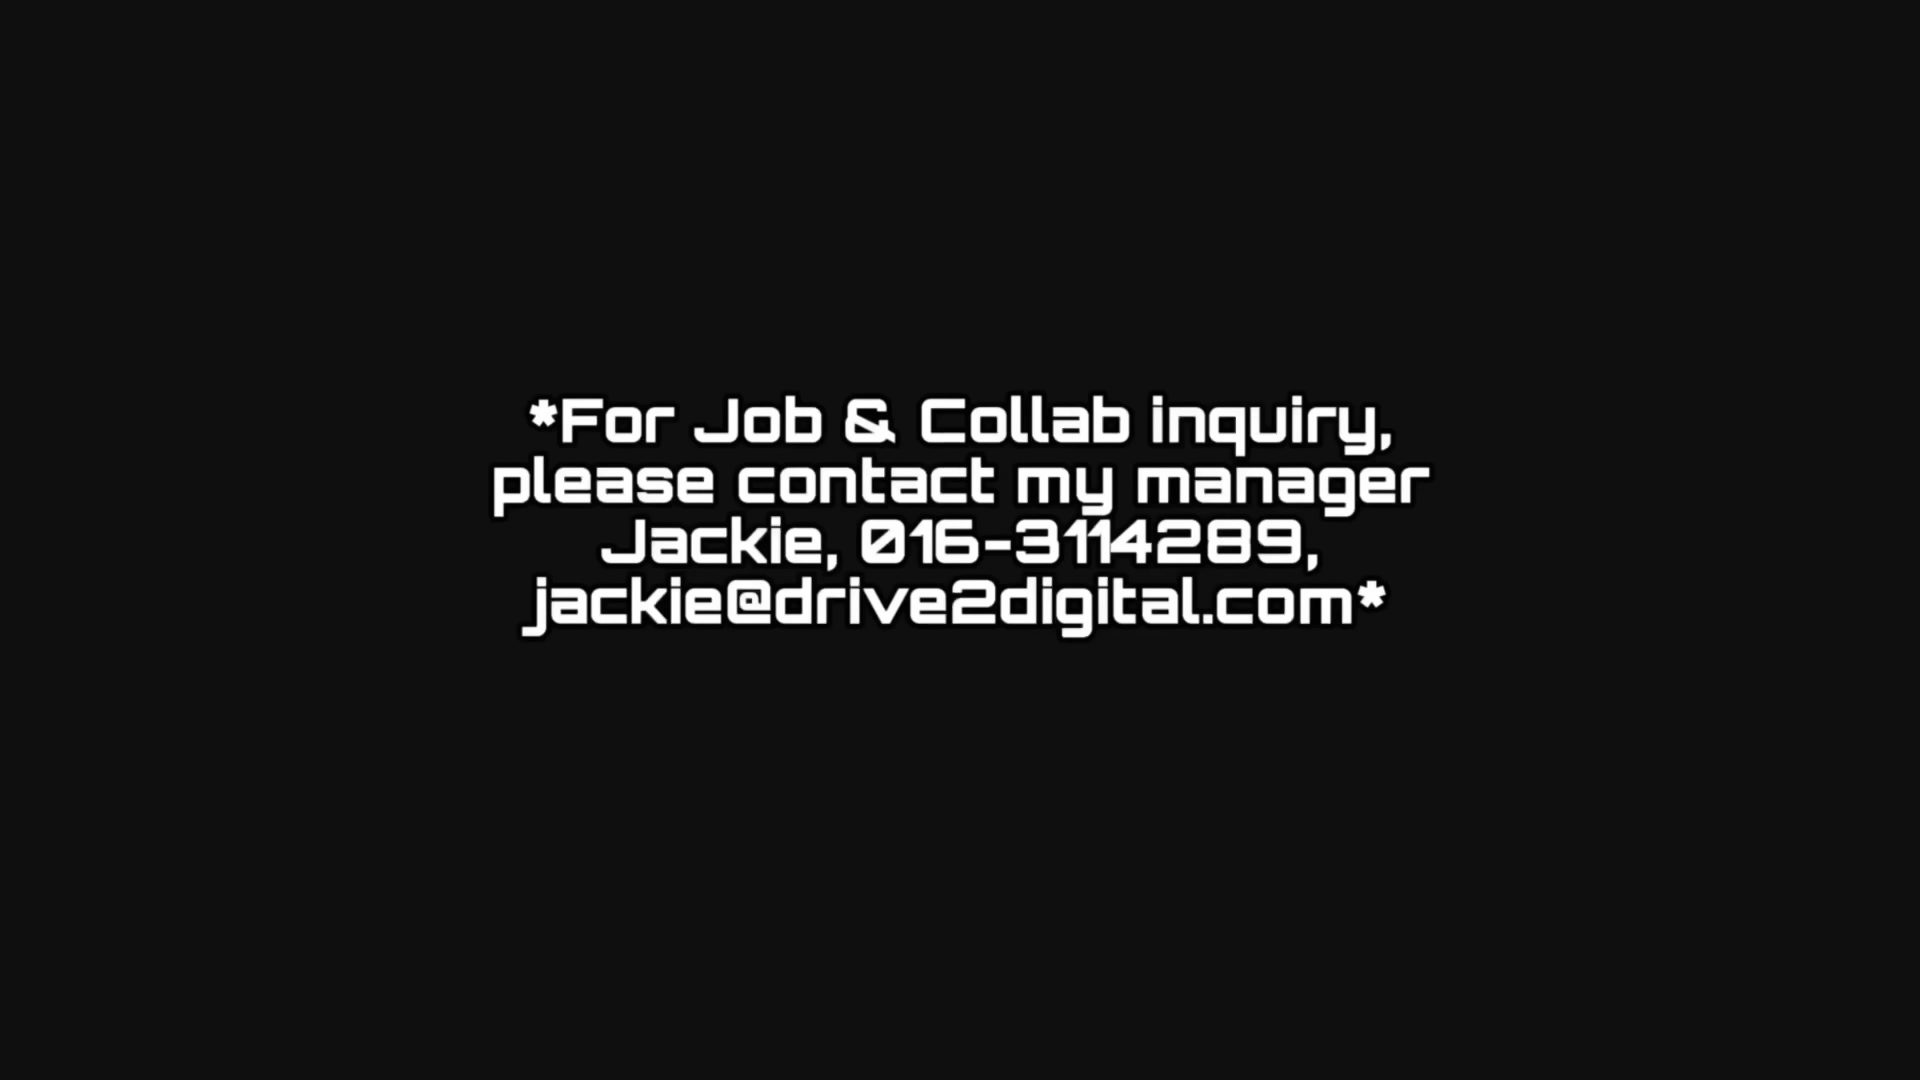 *For Job & Collab inquiry,
please contact my manager
Jackie, 016-3114289,
jackie@drive2digital.com*